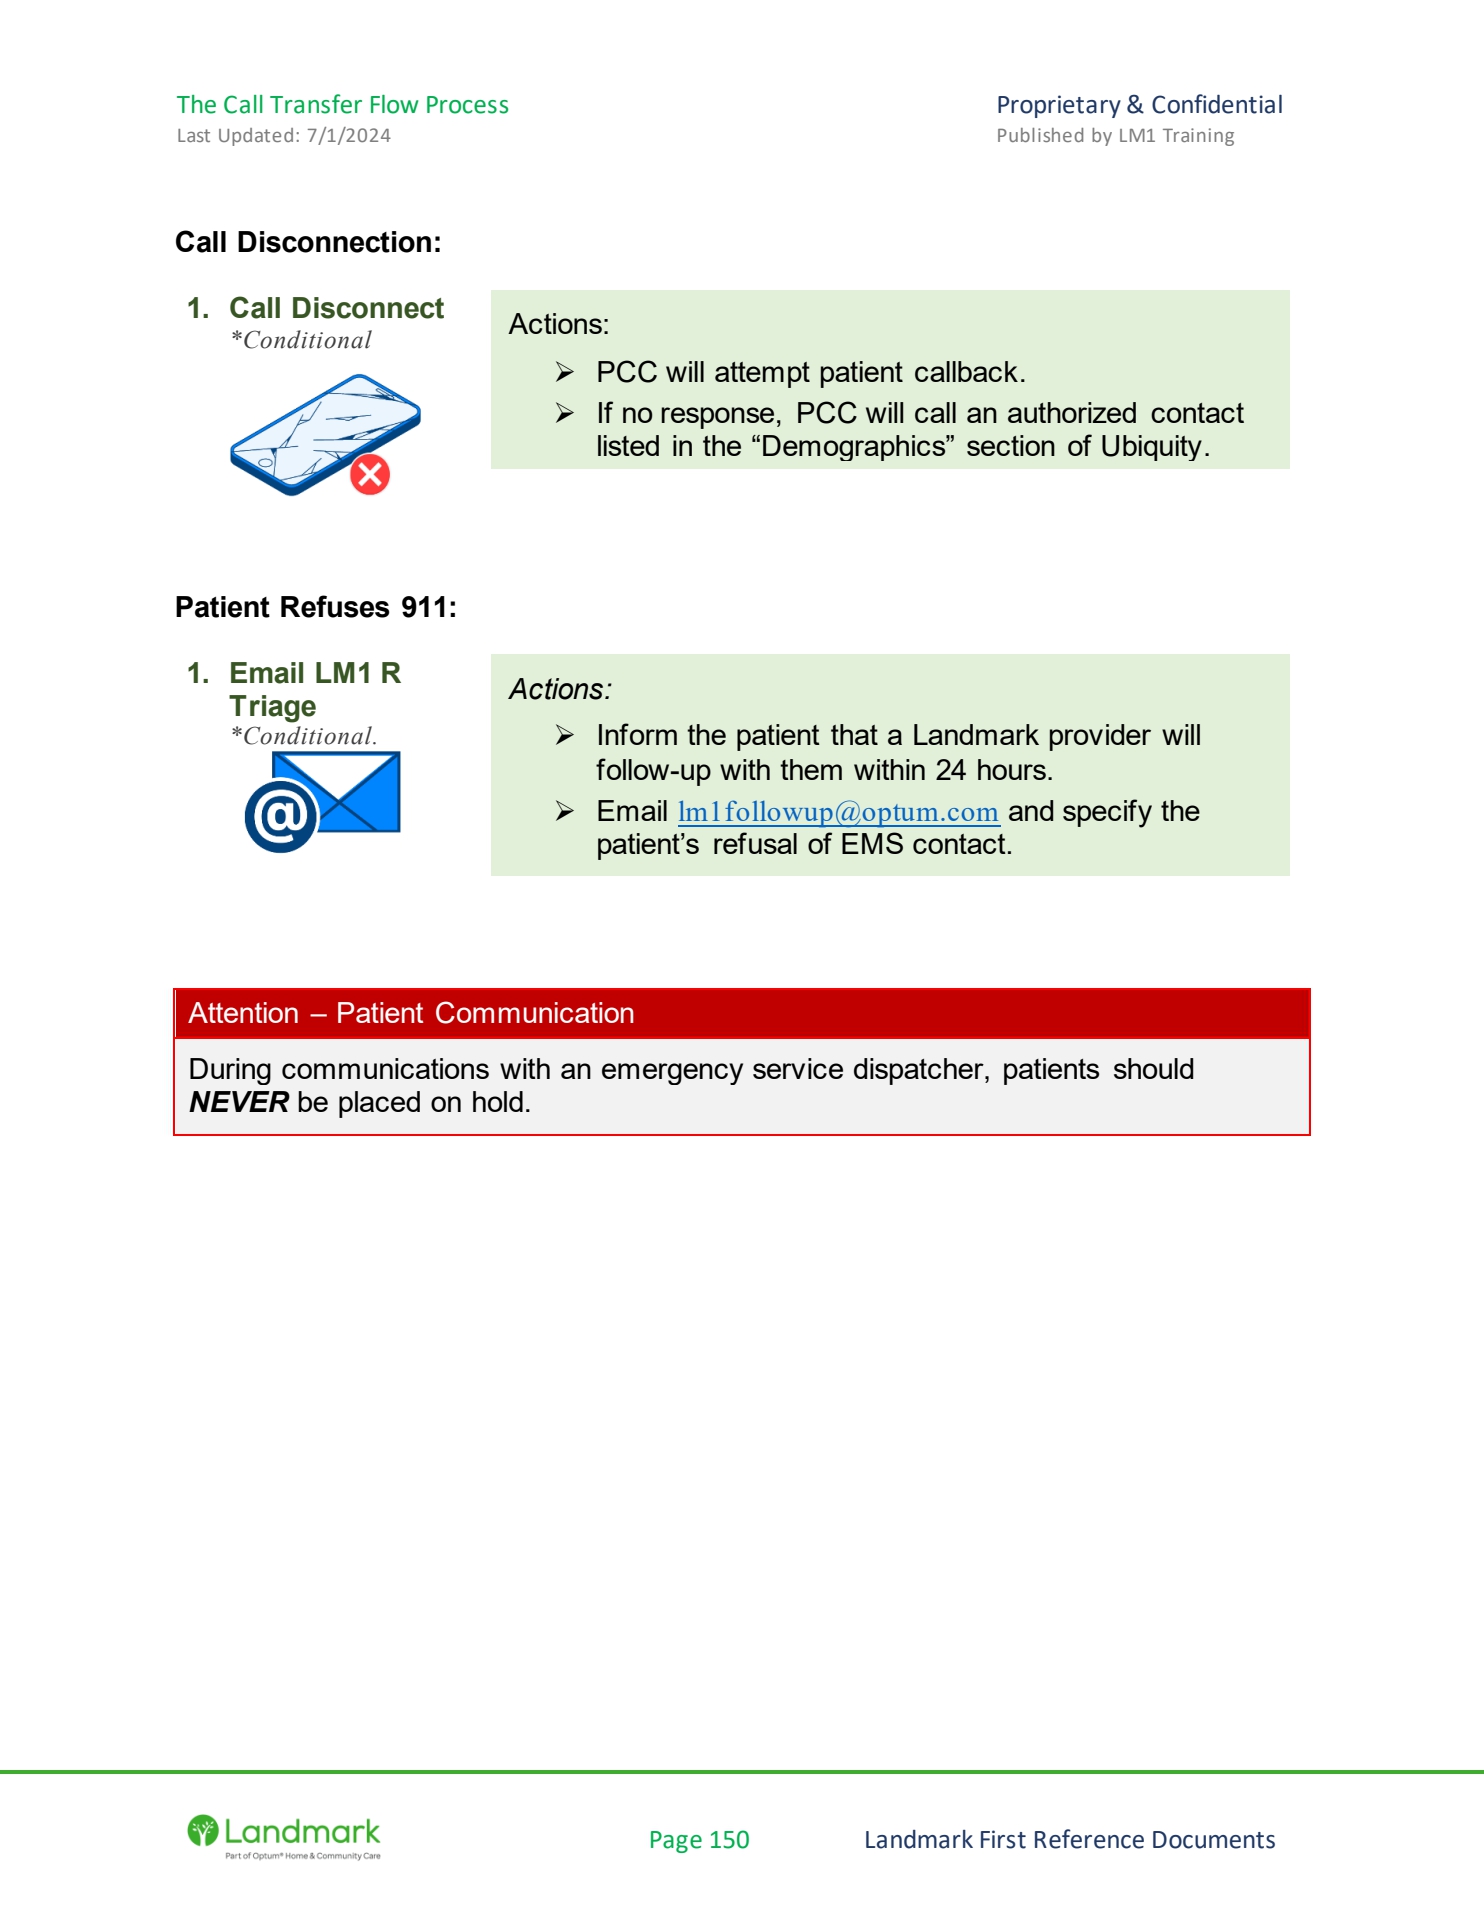 The Call Transfer Flow Process
Proprietary & Confidential
Last Updated: 7/1/2024
Published by LM1 Training
Call Disconnection:
1. Call Disconnect
*Conditional
Actions:
➢ PCC will attempt patient callback.
➢ If no response, PCC will call an authorized contact
listed in the “Demographics” section of Ubiquity.
Patient Refuses 911:
1. Email LM1 R
Triage
*Conditional.
@
Actions:
➢ Inform the patient that a Landmark provider will
follow-up with them within 24 hours.
➢ Email lm1followup@optum.com and specify the
patient’s refusal of EMS contact.
Attention – Patient Communication
During communications with an emergency service dispatcher, patients should
NEVER be placed on hold.
Landmark
Part of Optum® Home & Community Care
Page 150
Landmark First Reference Documents